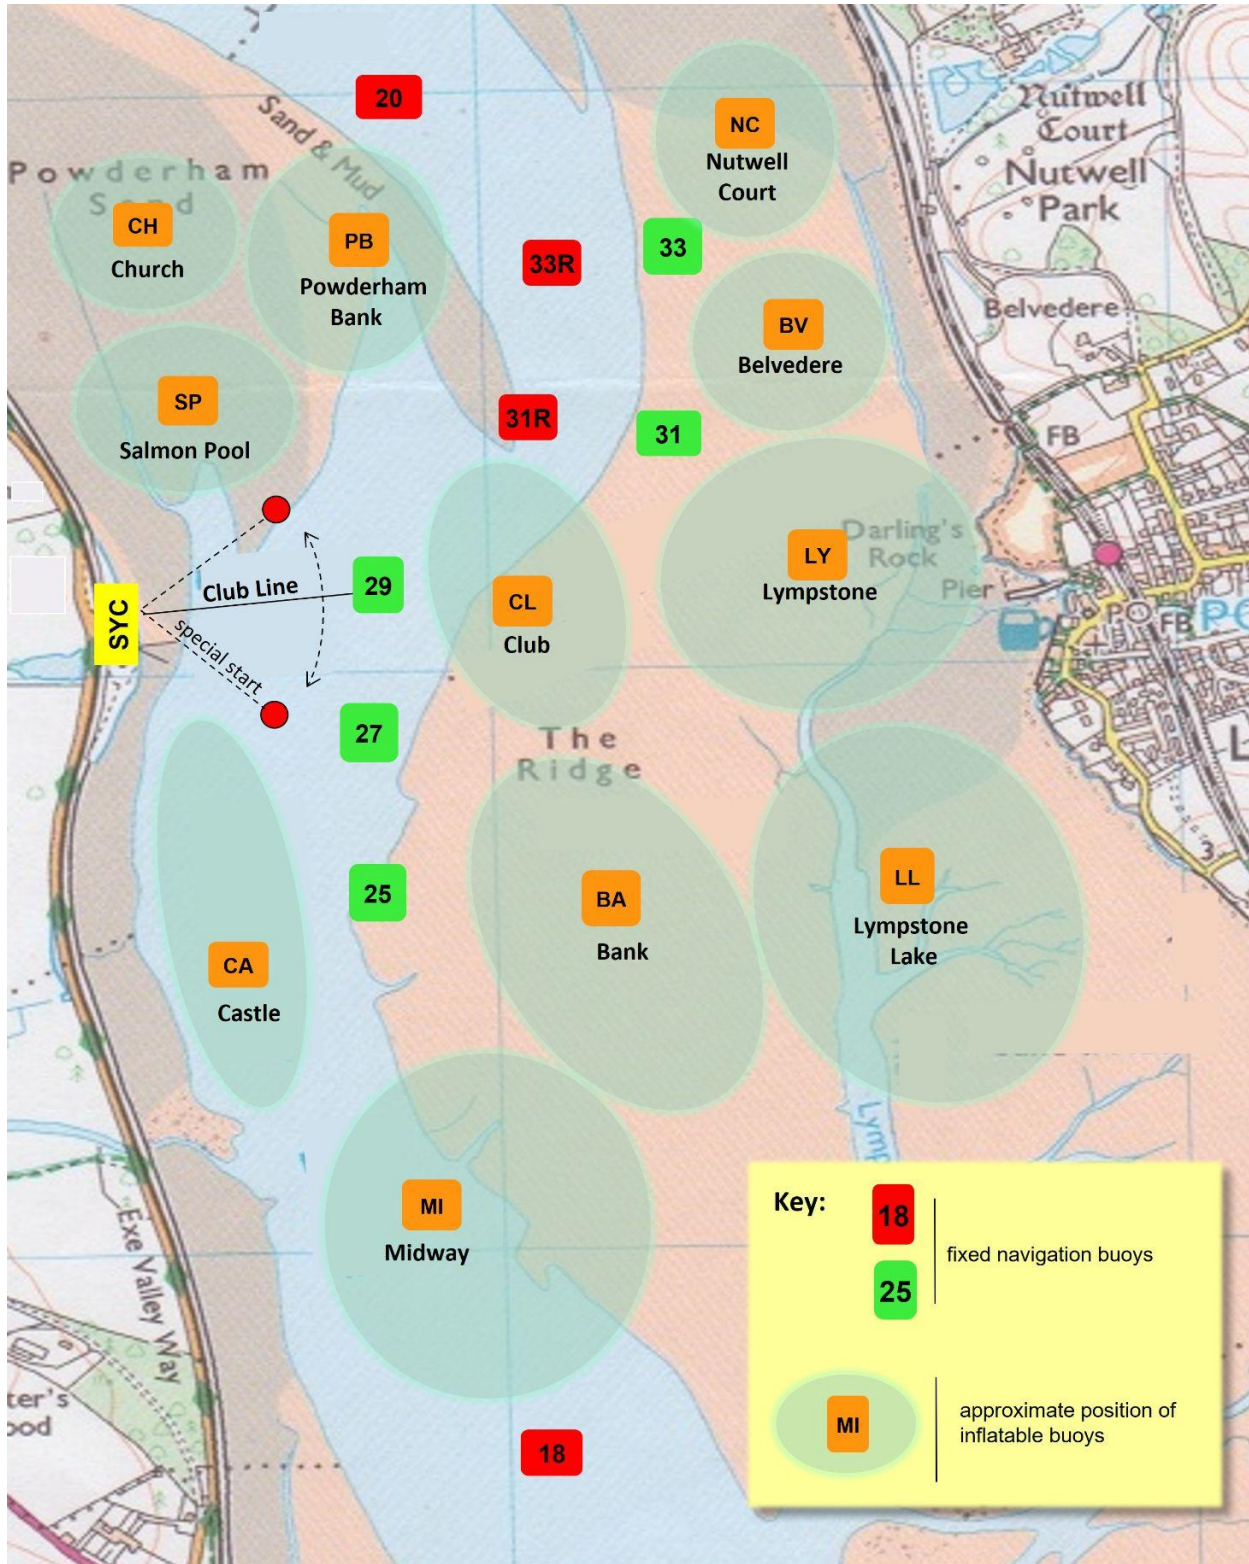 20
Sand & Mud
NC
Nutwell
Court
Nutwell
Court
Nutwell
Park
Powderham
Sand
CH
Church
PB
Powderham
Bank
33R
33
BV
Belvedere
Belvedere
SP
Salmon Pool
31R
31
FB
LY
Lympstone
Darling's
Rock
Pier
FB
SYC
Club Line
special start
29
CL
Club
27
The
Ridge
25
BA
Bank
LL
Lympstone
Lake
3
CA
Castle
MI
Midway
Exe Valley Way
18
Key:
18
25
fixed navigation buoys
MI
approximate position of
inflatable buoys